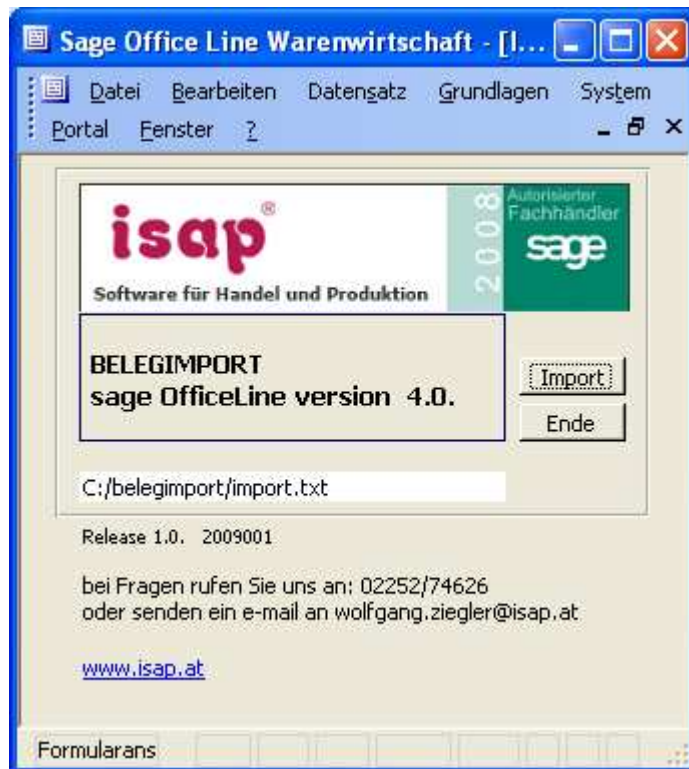 Sage Office Line Warenwirtschaft - [I...
Datei Bearbeiten Datensatz Grundlagen System
Portal Fenster ?
isap®
Software für Handel und Produktion
2008
Autorisierter
Fachhändler
sage
BELEGIMPORT
sage OfficeLine version 4.0.
Import
Ende
C:/belegimport/import.txt
Release 1.0. 2009001
bei Fragen rufen Sie uns an: 02252/74626
oder senden ein e-mail an wolfgang.ziegler@isap.at
www.isap.at
Formularans